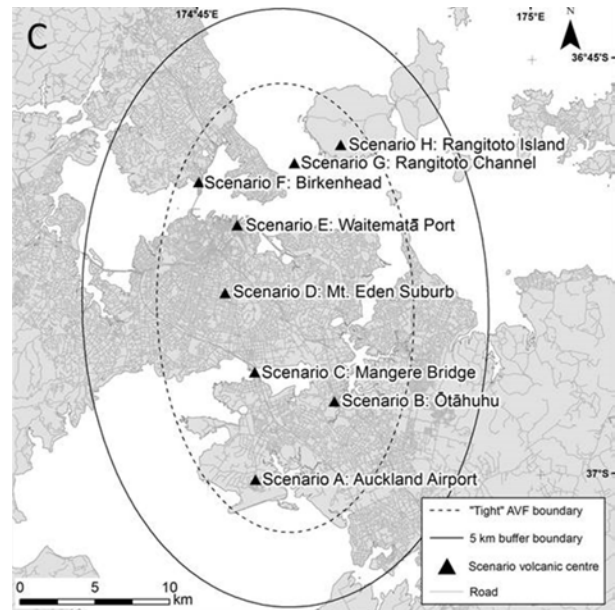 C
174°45'E
175°E
N
36°45'S
Scenario H: Rangitoto Island
Scenario G: Rangitoto Channel
Scenario F: Birkenhead
Scenario E: Waitematā Port
Scenario D: Mt. Eden Suburb
Scenario C: Mangere Bridge
Scenario B: Ōtāhuhu
37°S
Scenario A: Auckland Airport
"Tight" AVF boundary
5 km buffer boundary
Scenario volcanic centre
Road
0 5 10
km